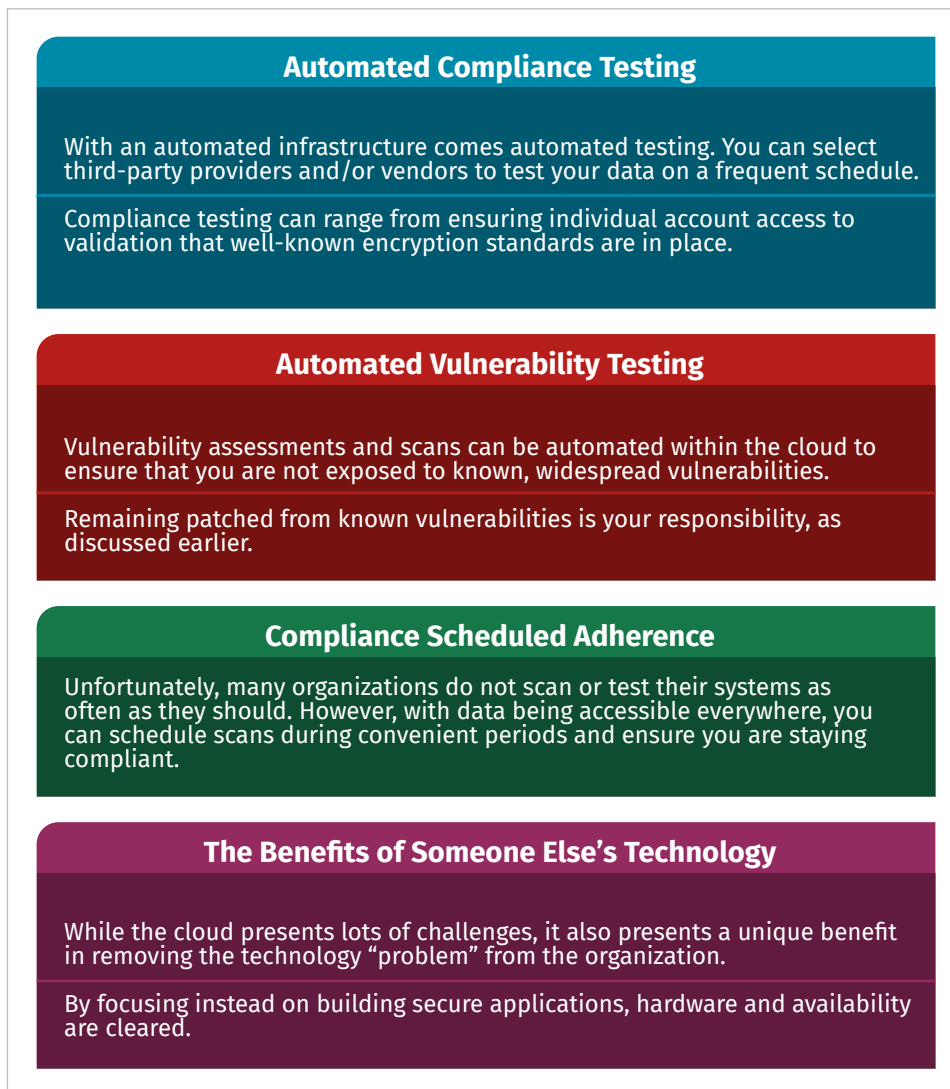 Automated Compliance Testing
With an automated infrastructure comes automated testing. You can select
third-party providers and/or vendors to test your data on a frequent schedule.
Compliance testing can range from ensuring individual account access to
validation that well-known encryption standards are in place.
Automated Vulnerability Testing
Vulnerability assessments and scans can be automated within the cloud to
ensure that you are not exposed to known, widespread vulnerabilities.
Remaining patched from known vulnerabilities is your responsibility, as
discussed earlier.
Compliance Scheduled Adherence
Unfortunately, many organizations do not scan or test their systems as
often as they should. However, with data being accessible everywhere, you
can schedule scans during convenient periods and ensure you are staying
compliant.
The Benefits of Someone Else’s Technology
While the cloud presents lots of challenges, it also presents a unique benefit
in removing the technology “problem” from the organization.
By focusing instead on building secure applications, hardware and availability
are cleared.